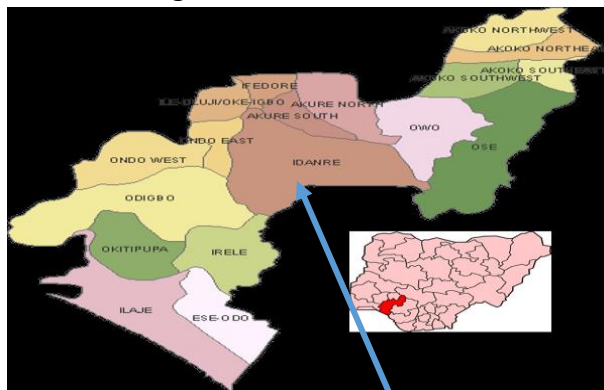 AKOKO NORTHWEST
AKOKO NORTHEA
AKOKO SOUTHEAST
AKOKO SOUTHWEST
IFEDORE
ILE-ULUJI/OKE-IGBO
AKURE NORTH
AKURE SOUTH
OWO
ONDO EAST
OSE
ONDO WEST
IDANRE
ODIGBO
OKITIPUPA
IRELE
ILAJE
ESE-ODO